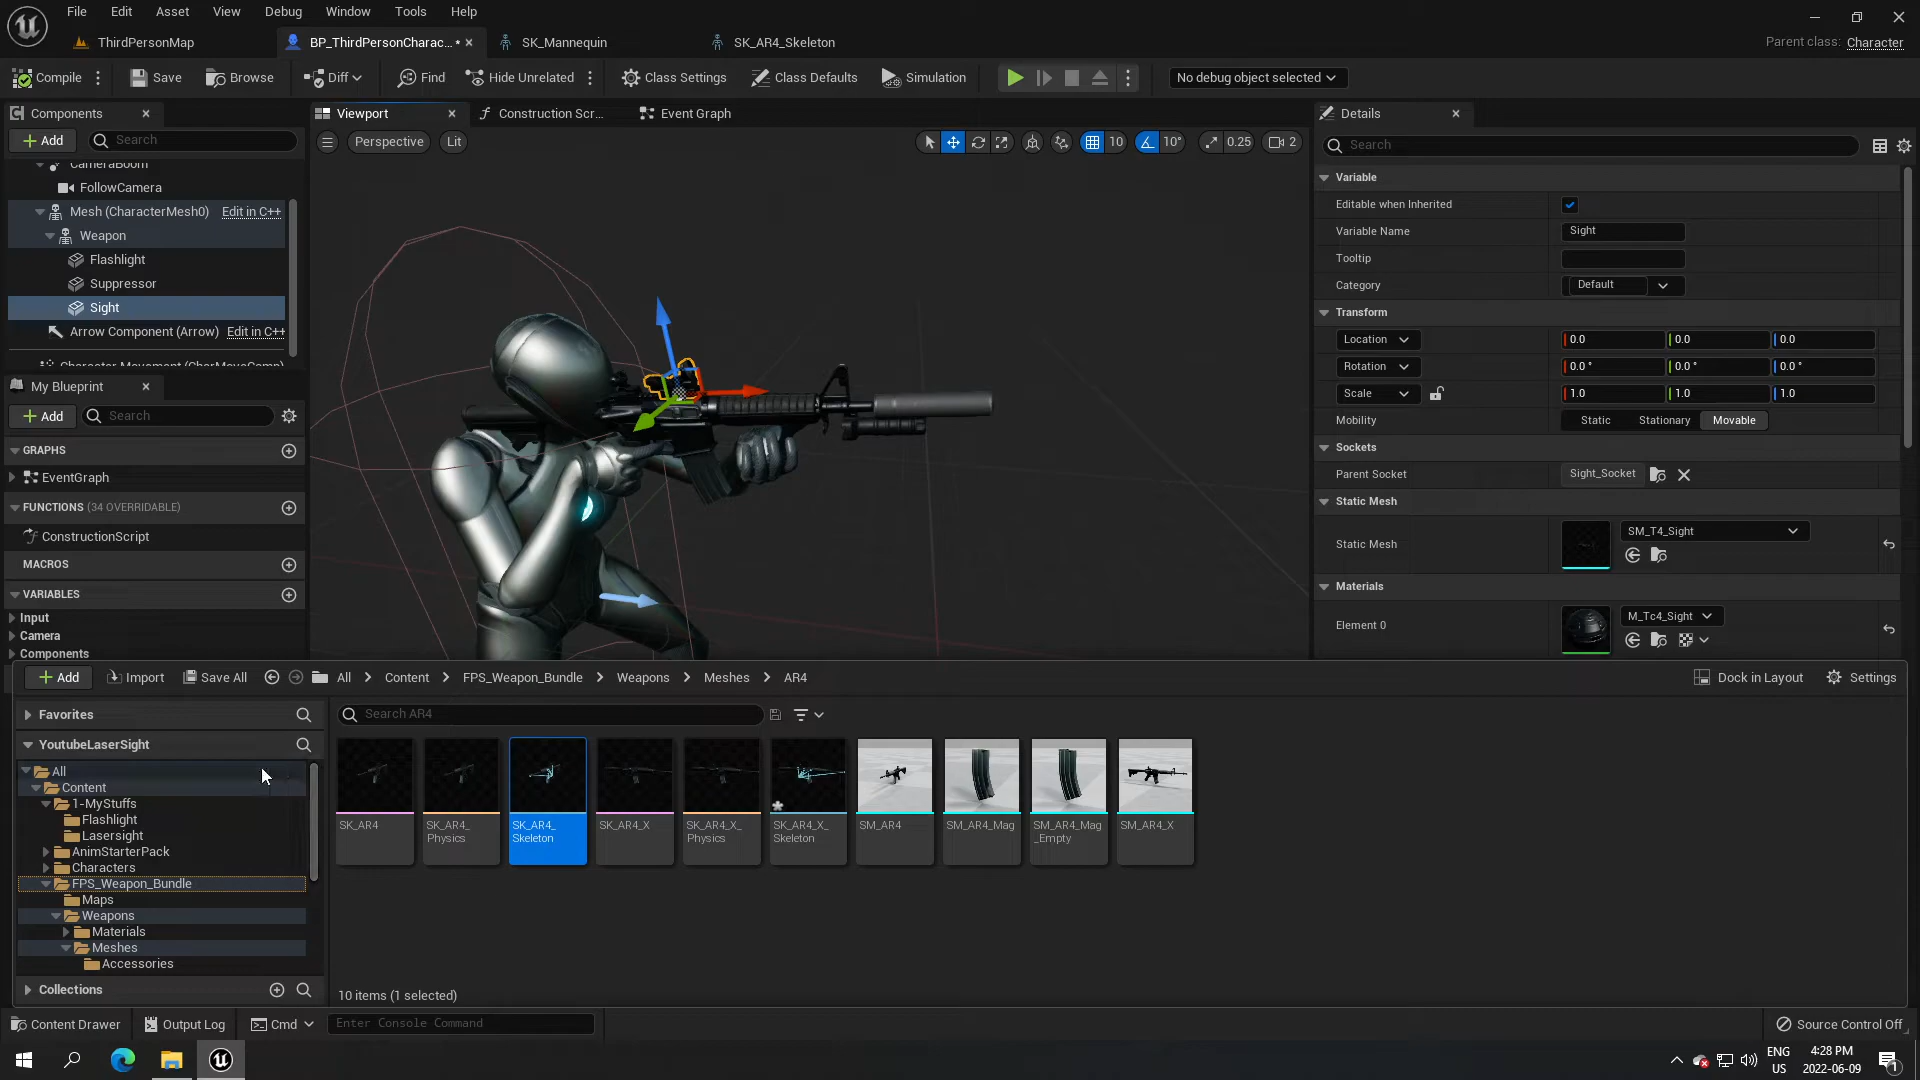 File Edit Asset View Debug Window Tools Help
ThirdPersonMap
BP_ThirdPersonCharac... *
SK_Mannequin
SK_AR4_Skeleton
Parent class: Character
Compile
Save
Browse
Diff
Find
Hide Unrelated
Class Settings
Class Defaults
Simulation
No debug object selected
Components
Add
Search
CameraBoom
FollowCamera
Mesh (CharacterMesh0) Edit in C++
Weapon
Flashlight
Suppressor
Sight
Arrow Component (Arrow) Edit in C++
Character Movement (CharMoveComp)
My Blueprint
Add
Search
GRAPHS
EventGraph
FUNCTIONS (34 OVERRIDABLE)
ConstructionScript
MACROS
VARIABLES
Input
Camera
Components
Viewport
Construction Scr...
Event Graph
Perspective
Lit
10
10°
0.25
2
Details
Search
Variable
Editable when Inherited
Variable Name Sight
Tooltip
Category Default
Transform
Location 0.0 0.0 0.0
Rotation 0.0 ° 0.0 ° 0.0 °
Scale 1.0 1.0 1.0
Mobility Static Stationary Movable
Sockets
Parent Socket Sight_Socket
Static Mesh
Static Mesh SM_T4_Sight
Materials
Element 0 M_Tc4_Sight
Add
Import
Save All
All > Content > FPS_Weapon_Bundle > Weapons > Meshes > AR4
Dock in Layout
Settings
Favorites
YoutubeLaserSight
All
Content
1-MyStuffs
Flashlight
Lasersight
AnimStarterPack
Characters
FPS_Weapon_Bundle
Maps
Weapons
Materials
Meshes
Accessories
Collections
Search AR4
SK_AR4
SK_AR4_
Physics
SK_AR4_
Skeleton
SK_AR4_X
SK_AR4_X_
Physics
SK_AR4_X_
Skeleton
SM_AR4
SM_AR4_Mag
SM_AR4_Mag
_Empty
SM_AR4_X
10 items (1 selected)
Content Drawer
Output Log
Cmd
Enter Console Command
Source Control Off
ENG
US
4:28 PM
2022-06-09
1